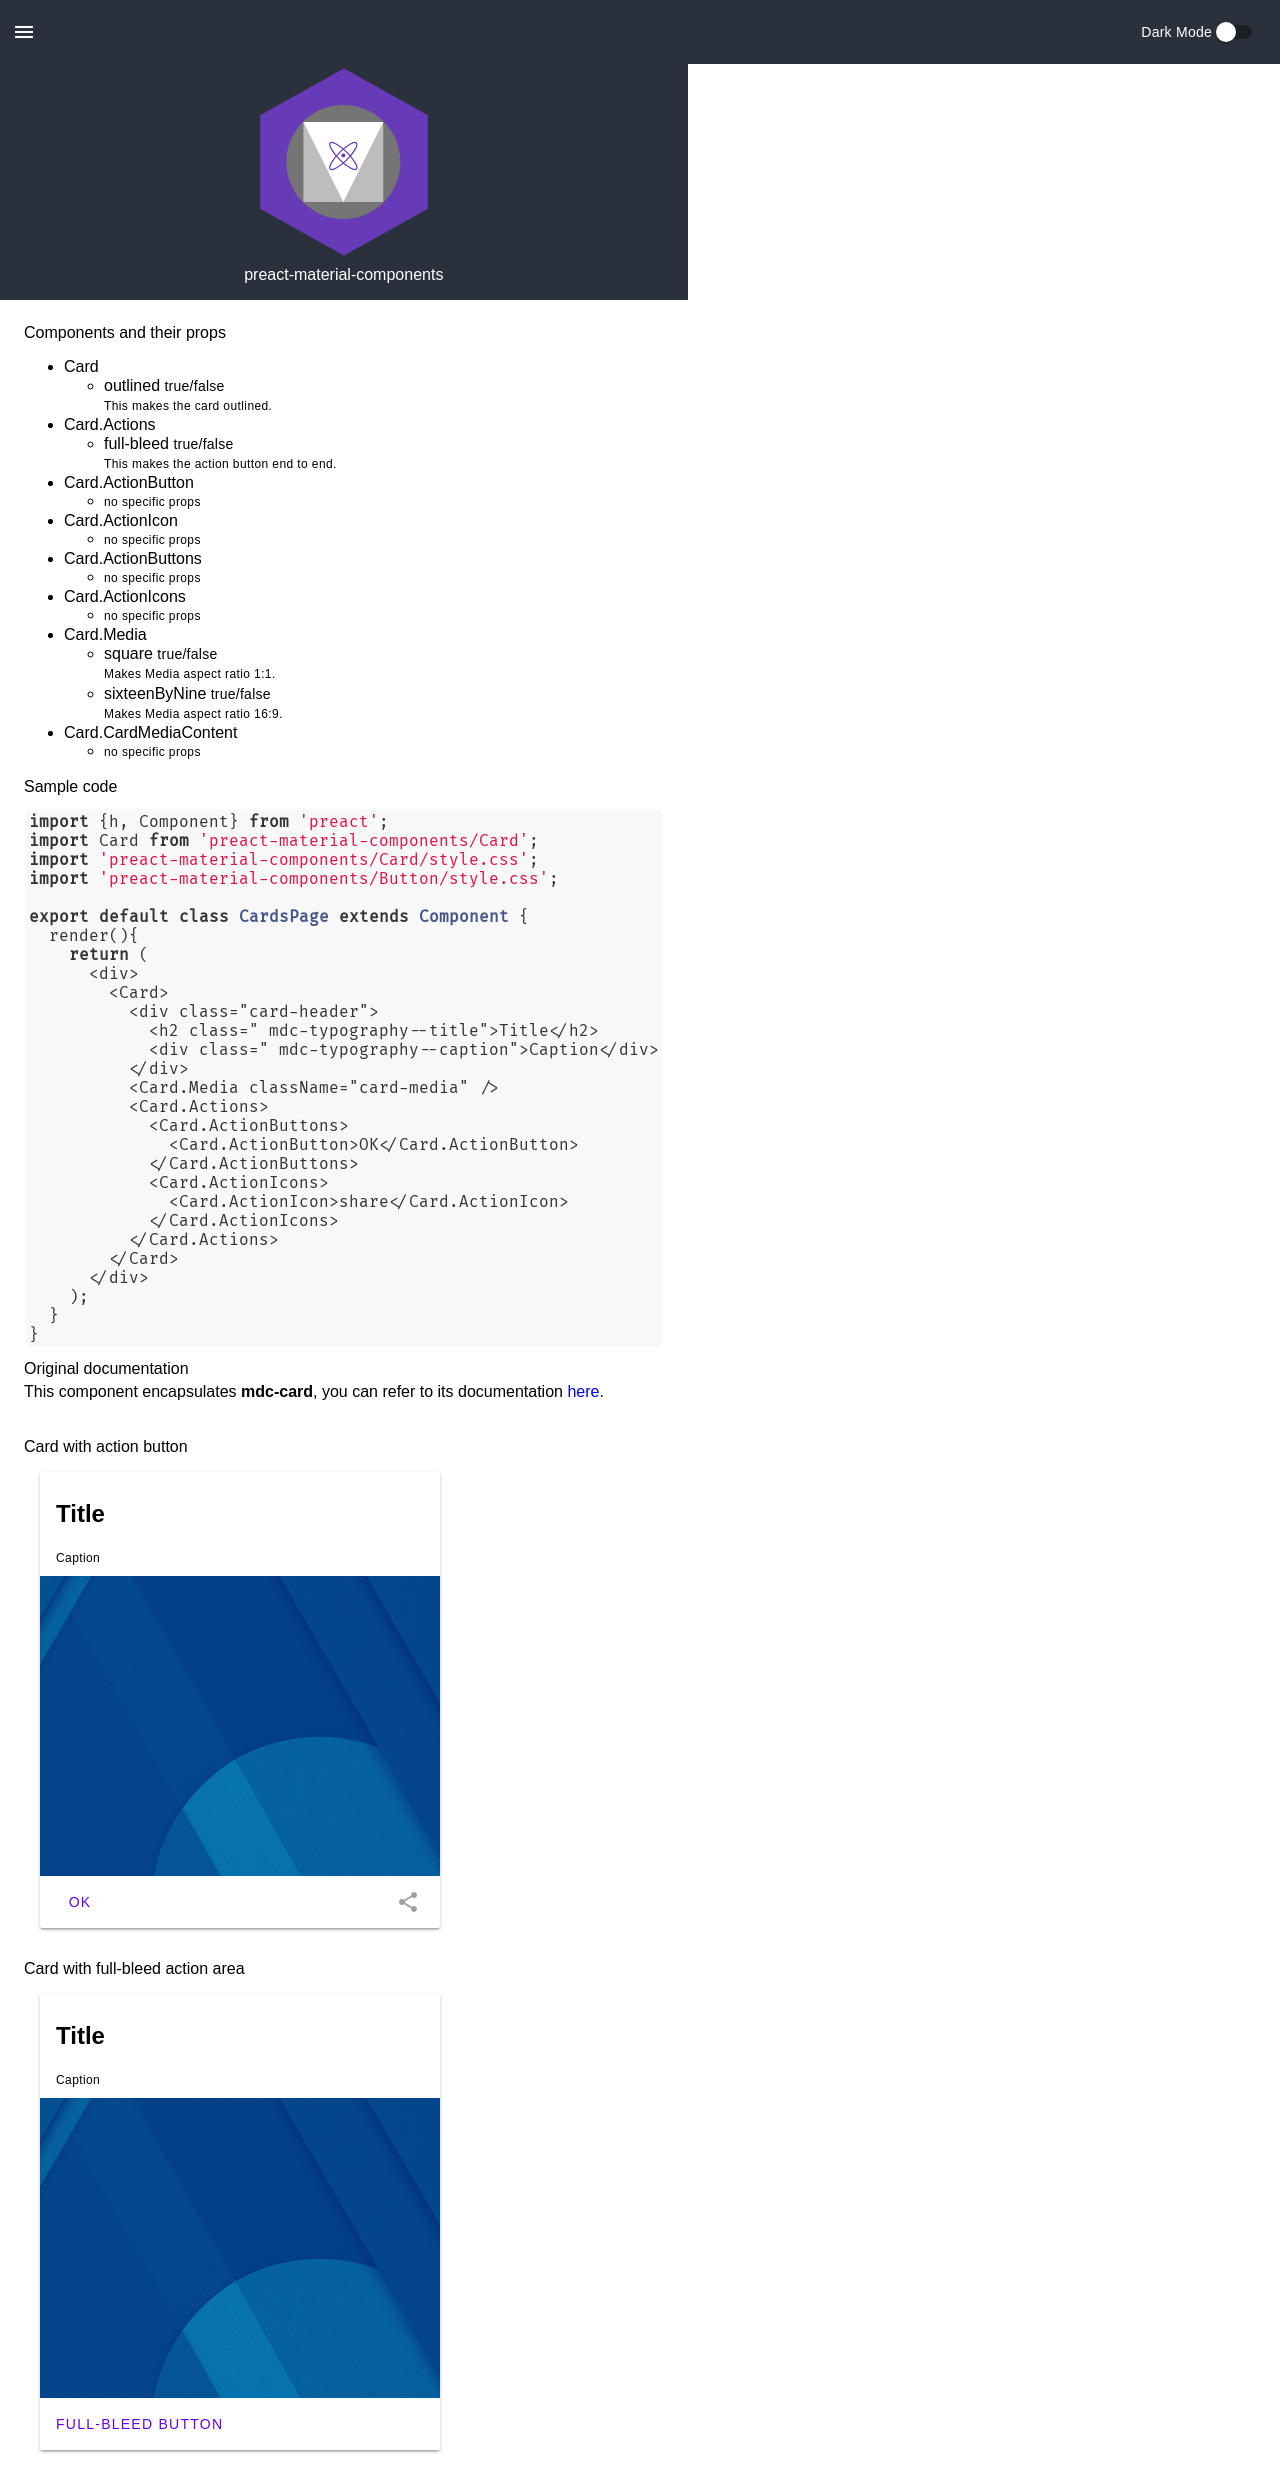 Dark Mode
preact-material-components
Components and their props
Card
outlined true/false
This makes the card outlined.
Card.Actions
full-bleed true/false
This makes the action button end to end.
Card.ActionButton
no specific props
Card.ActionIcon
no specific props
Card.ActionButtons
no specific props
Card.ActionIcons
no specific props
Card.Media
square true/false
Makes Media aspect ratio 1:1.
sixteenByNine true/false
Makes Media aspect ratio 16:9.
Card.CardMediaContent
no specific props
Sample code
import {h, Component} from 'preact';
import Card from 'preact-material-components/Card';
import 'preact-material-components/Card/style.css';
import 'preact-material-components/Button/style.css';
export default class CardsPage extends Component {
render(){
return (
<div>
<Card>
<div class="card-header">
<h2 class=" mdc-typography--title">Title</h2>
<div class=" mdc-typography--caption">Caption</div>
</div>
<Card.Media className="card-media" />
<Card.Actions>
<Card.ActionButtons>
<Card.ActionButton>OK</Card.ActionButton>
</Card.ActionButtons>
<Card.ActionIcons>
<Card.ActionIcon>share</Card.ActionIcon>
</Card.ActionIcons>
</Card.Actions>
</Card>
</div>
);
}
}
Original documentation
This component encapsulates mdc-card, you can refer to its documentation here.
Card with action button
Title
Caption
OK
Card with full-bleed action area
Title
Caption
FULL-BLEED BUTTON